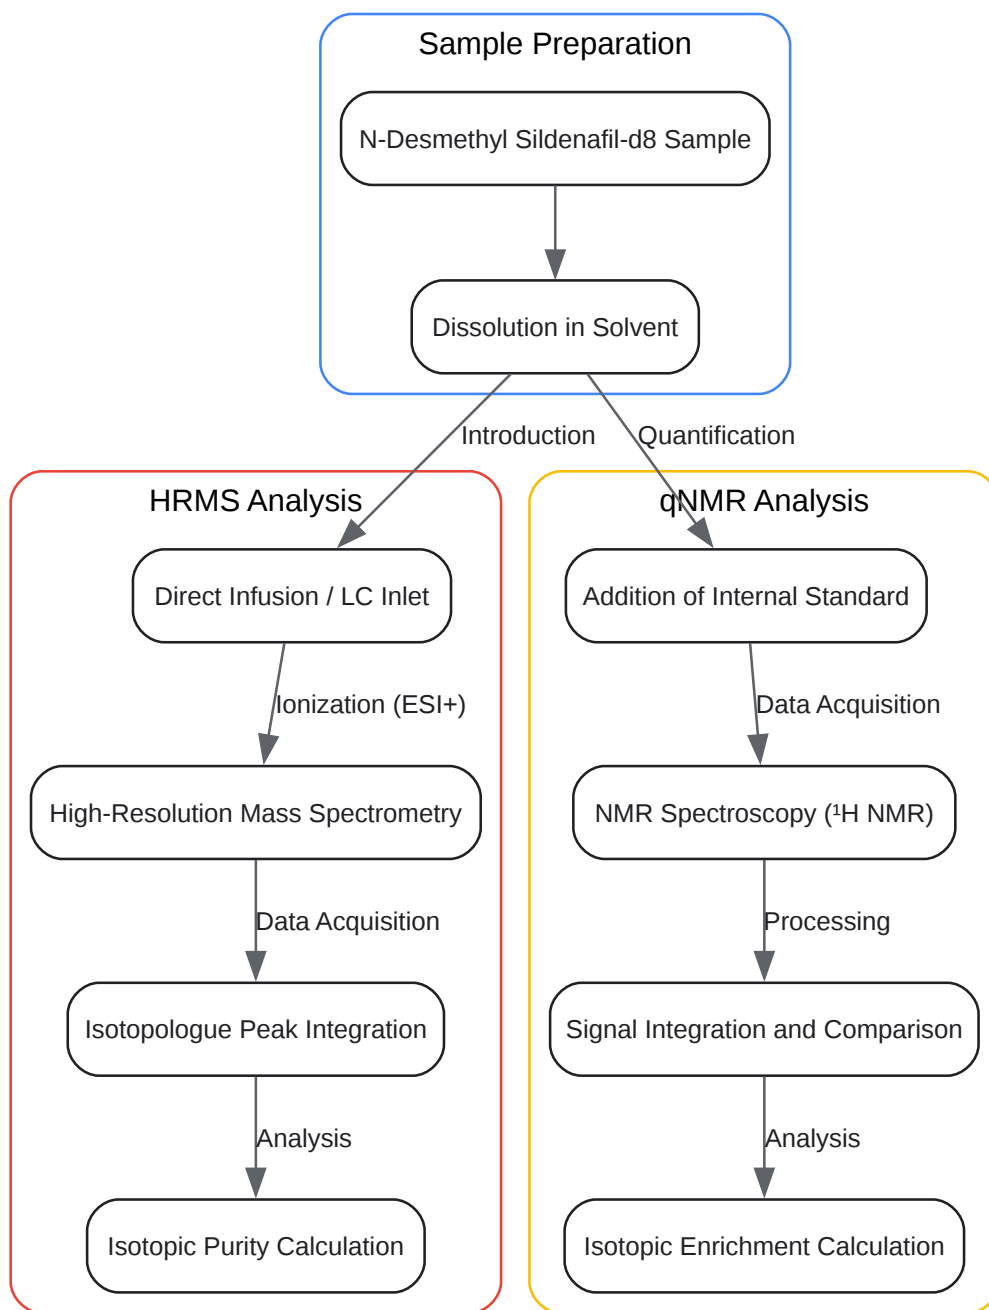 Sample Preparation
N-Desmethyl Sildenafil-d8 Sample
Dissolution in Solvent
Introduction
Quantification
HRMS Analysis
Direct Infusion / LC Inlet
Ionization (ESI+)
High-Resolution Mass Spectrometry
Data Acquisition
Isotopologue Peak Integration
Analysis
Isotopic Purity Calculation
qNMR Analysis
Addition of Internal Standard
Data Acquisition
NMR Spectroscopy (¹H NMR)
Processing
Signal Integration and Comparison
Analysis
Isotopic Enrichment Calculation